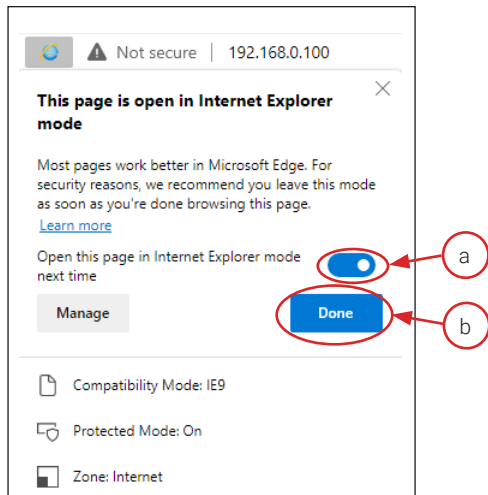 Not secure | 192.168.0.100
This page is open in Internet Explorer
mode
Most pages work better in Microsoft Edge. For
security reasons, we recommend you leave this mode
as soon as you're done browsing this page.
Learn more
Open this page in Internet Explorer mode
next time
a
Manage
Done
b
Compatibility Mode: IE9
Protected Mode: On
Zone: Internet